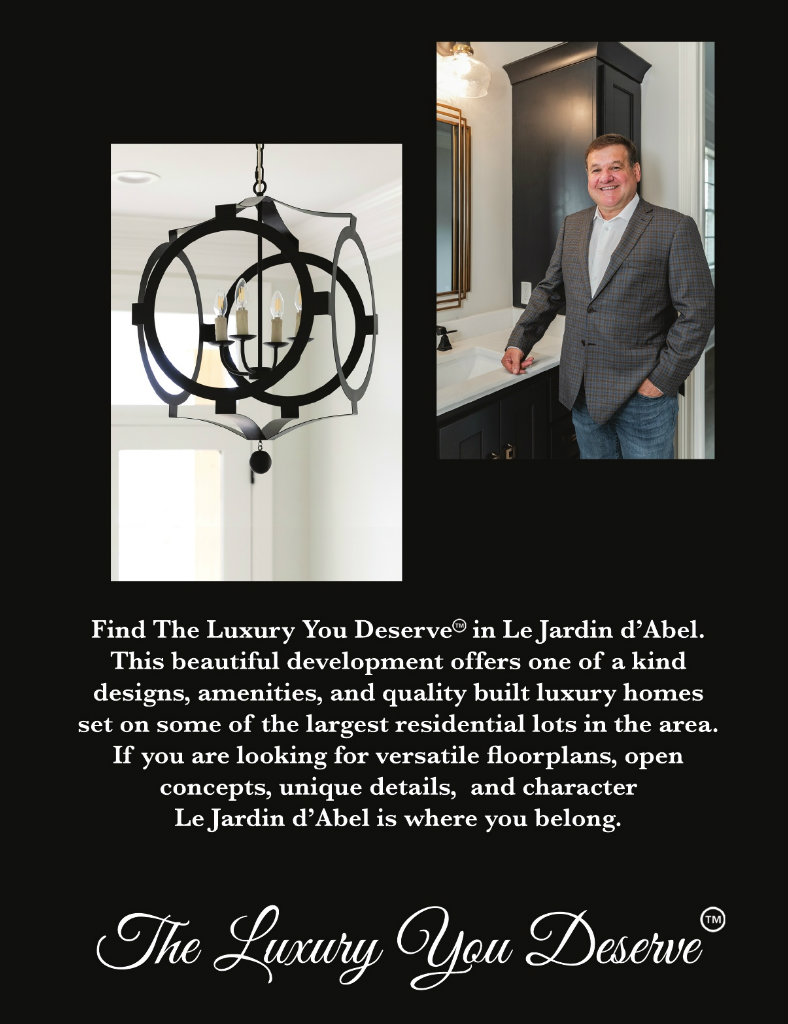 Find The Luxury You Deserve™ in Le Jardin d’Abel.
This beautiful development offers one of a kind
designs, amenities, and quality built luxury homes
set on some of the largest residential lots in the area.
If you are looking for versatile floorplans, open
concepts, unique details,  and character
Le Jardin d’Abel is where you belong.
The Luxury You Deserve™